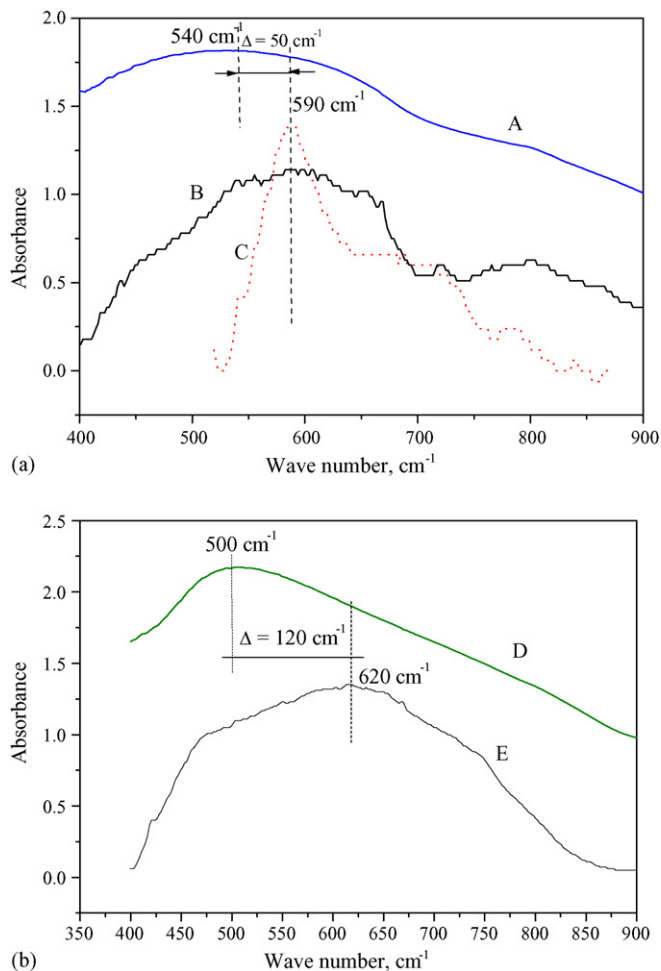 540 cm⁻¹
Δ = 50 cm⁻¹
590 cm⁻¹
A
B
C
Absorbance
2.0
1.5
1.0
0.5
0.0
400 500 600 700 800 900
Wave number, cm⁻¹
(a)
500 cm⁻¹
Δ = 120 cm⁻¹
620 cm⁻¹
D
E
Absorbance
2.5
2.0
1.5
1.0
0.5
0.0
350 400 450 500 550 600 650 700 750 800 850 900
Wave number, cm⁻¹
(b)